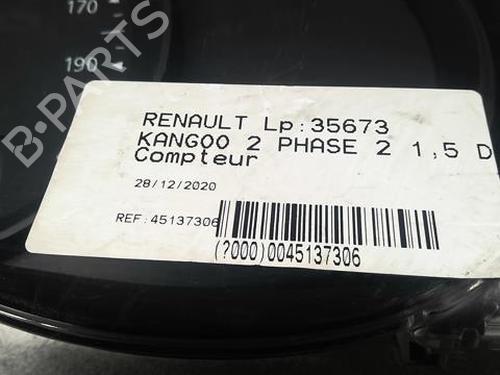 170
190
RENAULT Lp:35673
KANGOO 2 PHASE 2 1,5 D
Compteur
28/12/2020
REF:45137306
(?000)0045137306
B-PARTS